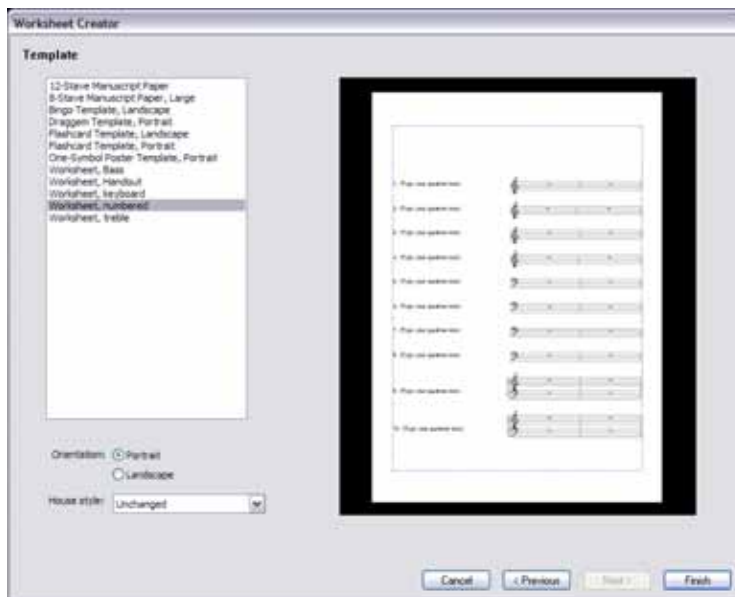 Worksheet Creator
Template
12-Stave Manuscript Paper
8-Stave Manuscript Paper, Large
Bingo Template, Landscape
Draggem Template, Portrait
Flashcard Template, Landscape
Flashcard Template, Portrait
One-Symbol Poster Template, Portrait
Worksheet, Bass
Worksheet, Handout
Worksheet, keyboard
Worksheet, numbered
Worksheet, treble
Orientation:
Portrait
Landscape
House style:
Unchanged
Cancel
< Previous
Next >
Finish